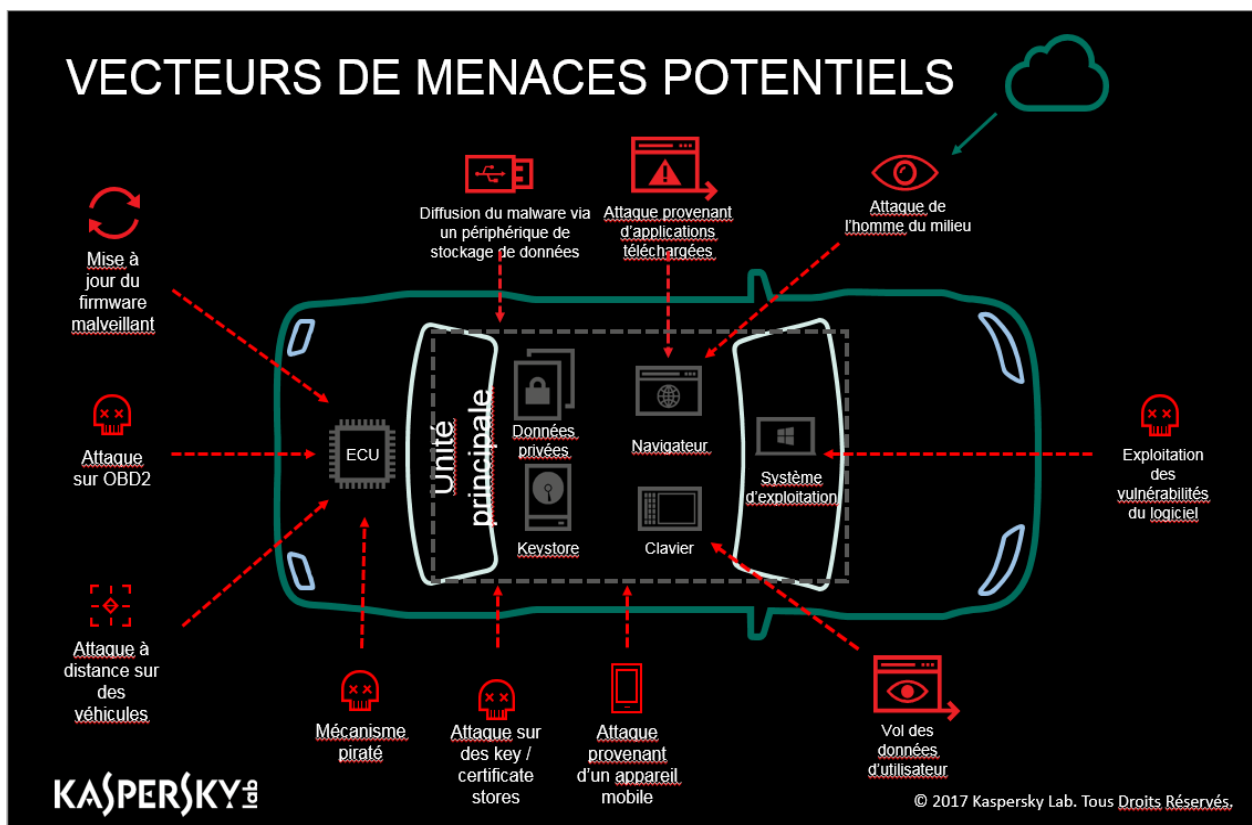 VECTEURS DE MENACES POTENTIELS
Mise à
jour du
firmware
malveillant
Diffusion du malware via
un périphérique de
stockage de données
Attaque provenant
d'applications
téléchargées
Attaque de
l'homme du milieu
Attaque
sur OBD2
ECU
Unité
principale
Données
privées
Keystore
Navigateur
Clavier
Système
d'exploitation
Exploitation
des
vulnérabilités
du logiciel
Attaque à
distance sur
des
véhicules
Mécanisme
piraté
Attaque sur
des key /
certificate
stores
Attaque
provenant
d'un appareil
mobile
Vol des
données
d'utilisateur
KASPERSKY lab
© 2017 Kaspersky Lab. Tous Droits Réservés.